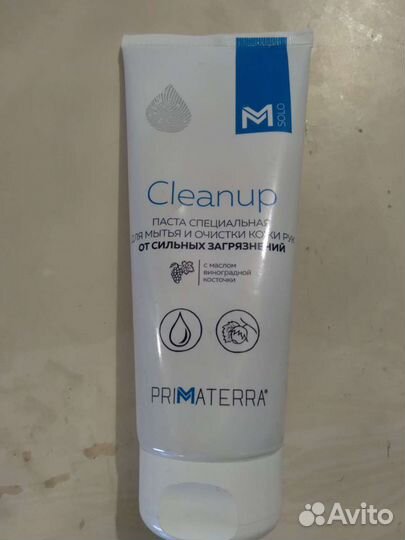 M SOLO
Cleanup
ПАСТА СПЕЦИАЛЬНАЯ
ДЛЯ МЫТЬЯ И ОЧИСТКИ КОЖИ РУК
ОТ СИЛЬНЫХ ЗАГРЯЗНЕНИЙ
с маслом
виноградной
косточки
PRIMATERRA®
Avito